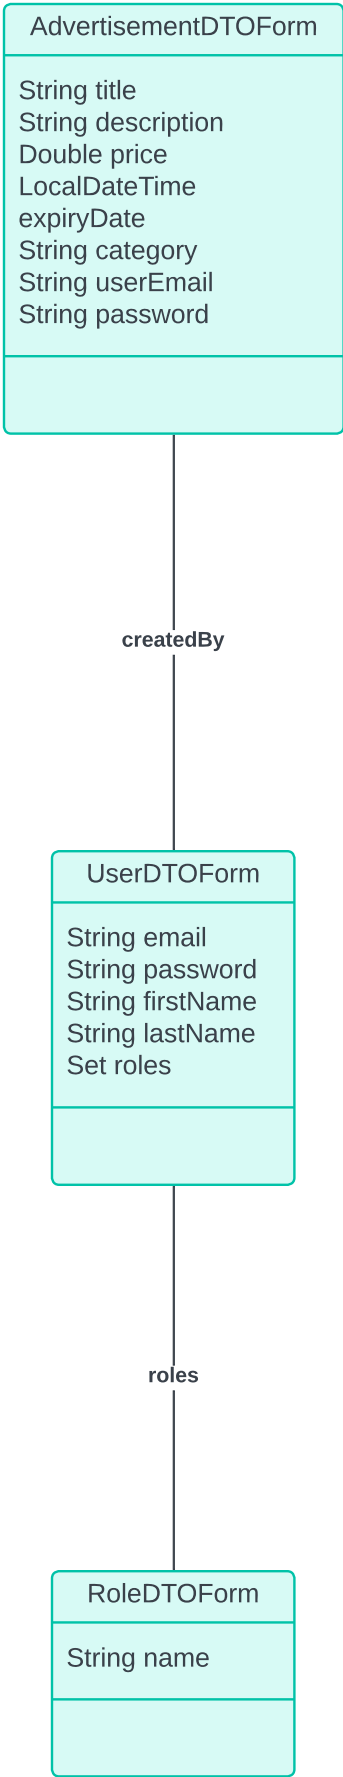 AdvertisementDTOForm
String title
String description
Double price
LocalDateTime
expiryDate
String category
String userEmail
String password
createdBy
UserDTOForm
String email
String password
String firstName
String lastName
Set roles
roles
RoleDTOForm
String name